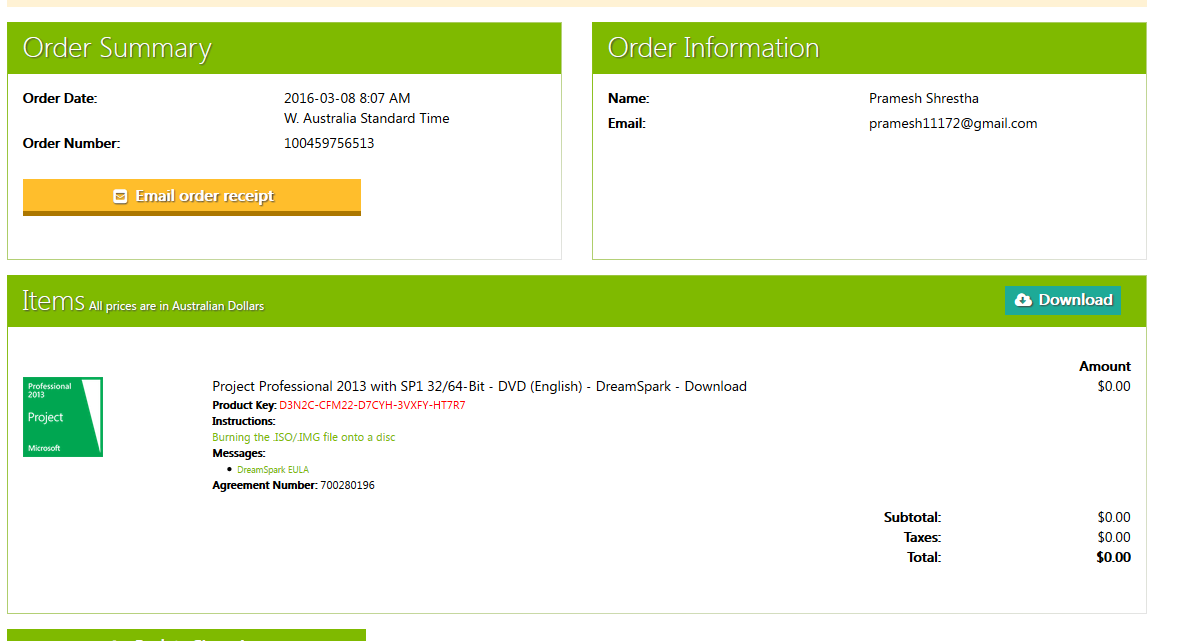 Order Summary
Order Date: 2016-03-08 8:07 AM
W. Australia Standard Time
Order Number: 100459756513
Email order receipt
Order Information
Name: Pramesh Shrestha
Email: pramesh11172@gmail.com
Items All prices are in Australian Dollars
Download
Amount
Professional
2013
Project
Microsoft
Project Professional 2013 with SP1 32/64-Bit - DVD (English) - DreamSpark - Download $0.00
Product Key: D3N2C-CFM22-D7CYH-3VXFY-HT7R7
Instructions:
Burning the .ISO/.IMG file onto a disc
Messages:
• DreamSpark EULA
Agreement Number: 700280196
Subtotal: $0.00
Taxes: $0.00
Total: $0.00